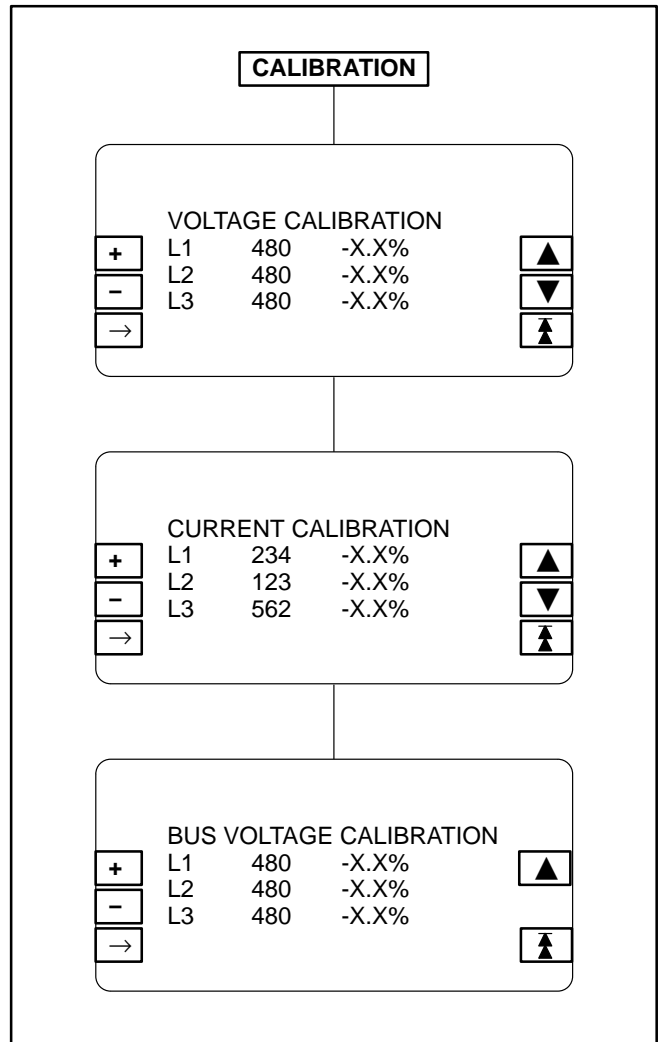 CALIBRATION
VOLTAGE CALIBRATION
+ L1 480 -X.X% ▲
L2 480 -X.X%
− L3 480 -X.X% ▼
→
CURRENT CALIBRATION
+ L1 234 -X.X% ▲
L2 123 -X.X%
− L3 562 -X.X% ▼
→
BUS VOLTAGE CALIBRATION
+ L1 480 -X.X% ▲
L2 480 -X.X%
− L3 480 -X.X%
→